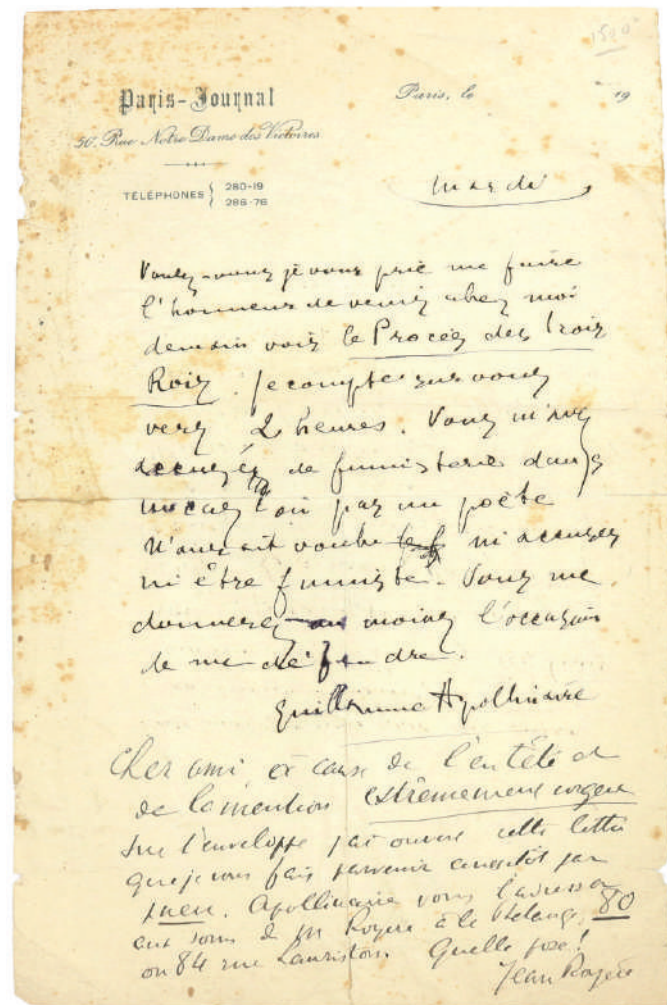 Paris-Journal
Paris, le 19
50, Rue Notre Dame des Victoires
TÉLÉPHONES { 280-19
286-76
mardi
Voulez-vous je vous prie me faire
l'honneur de venir chez moi
demain voir le Procès des Trois
Rois. Je compte sur vous
vers 2 heures. Vous m'avez
accusé de fumisterie dans
un cas où pas un poète
n'aurait voulu ni accuser
ni être fumiste. Vous me
donnerez au moins l'occasion
de me défendre.
Guillaume Apollinaire
Cher ami, à cause de l'entête et
de la mention extrêmement urgent
sur l'enveloppe j'ai ouvert cette lettre
que je vous fais parvenir aussitôt par
pneu. Apollinaire vous l'adressa
aux soins de M Royère à la Phalange, 80
ou 84 rue Lauriston. Quelle pose!
Jean Royère